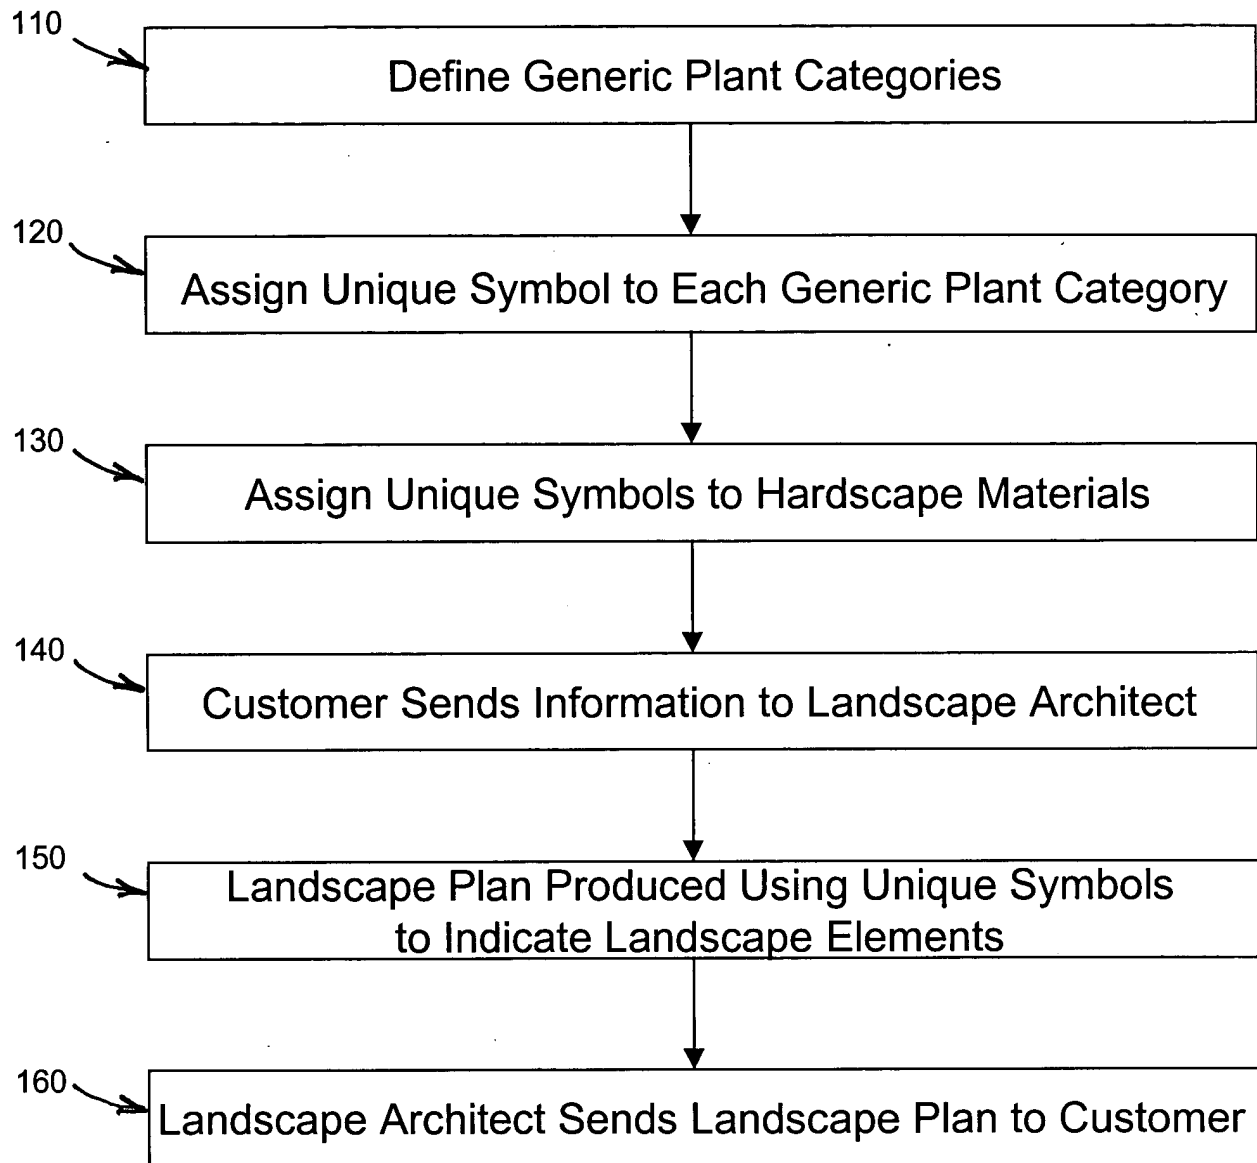 110
Define Generic Plant Categories
120
Assign Unique Symbol to Each Generic Plant Category
130
Assign Unique Symbols to Hardscape Materials
140
Customer Sends Information to Landscape Architect
150
Landscape Plan Produced Using Unique Symbols
to Indicate Landscape Elements
160
Landscape Architect Sends Landscape Plan to Customer